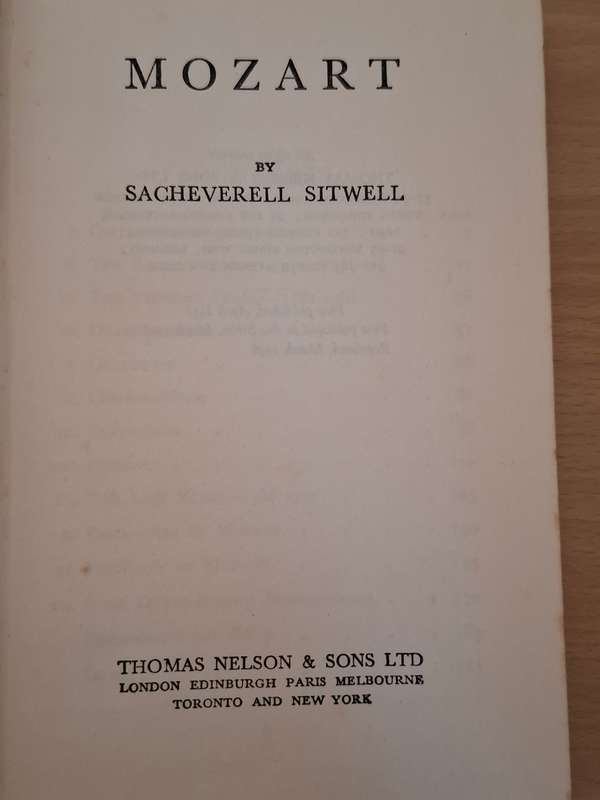 MOZART
BY
SACHEVERELL SITWELL
THOMAS NELSON & SONS LTD
LONDON EDINBURGH PARIS MELBOURNE
TORONTO AND NEW YORK